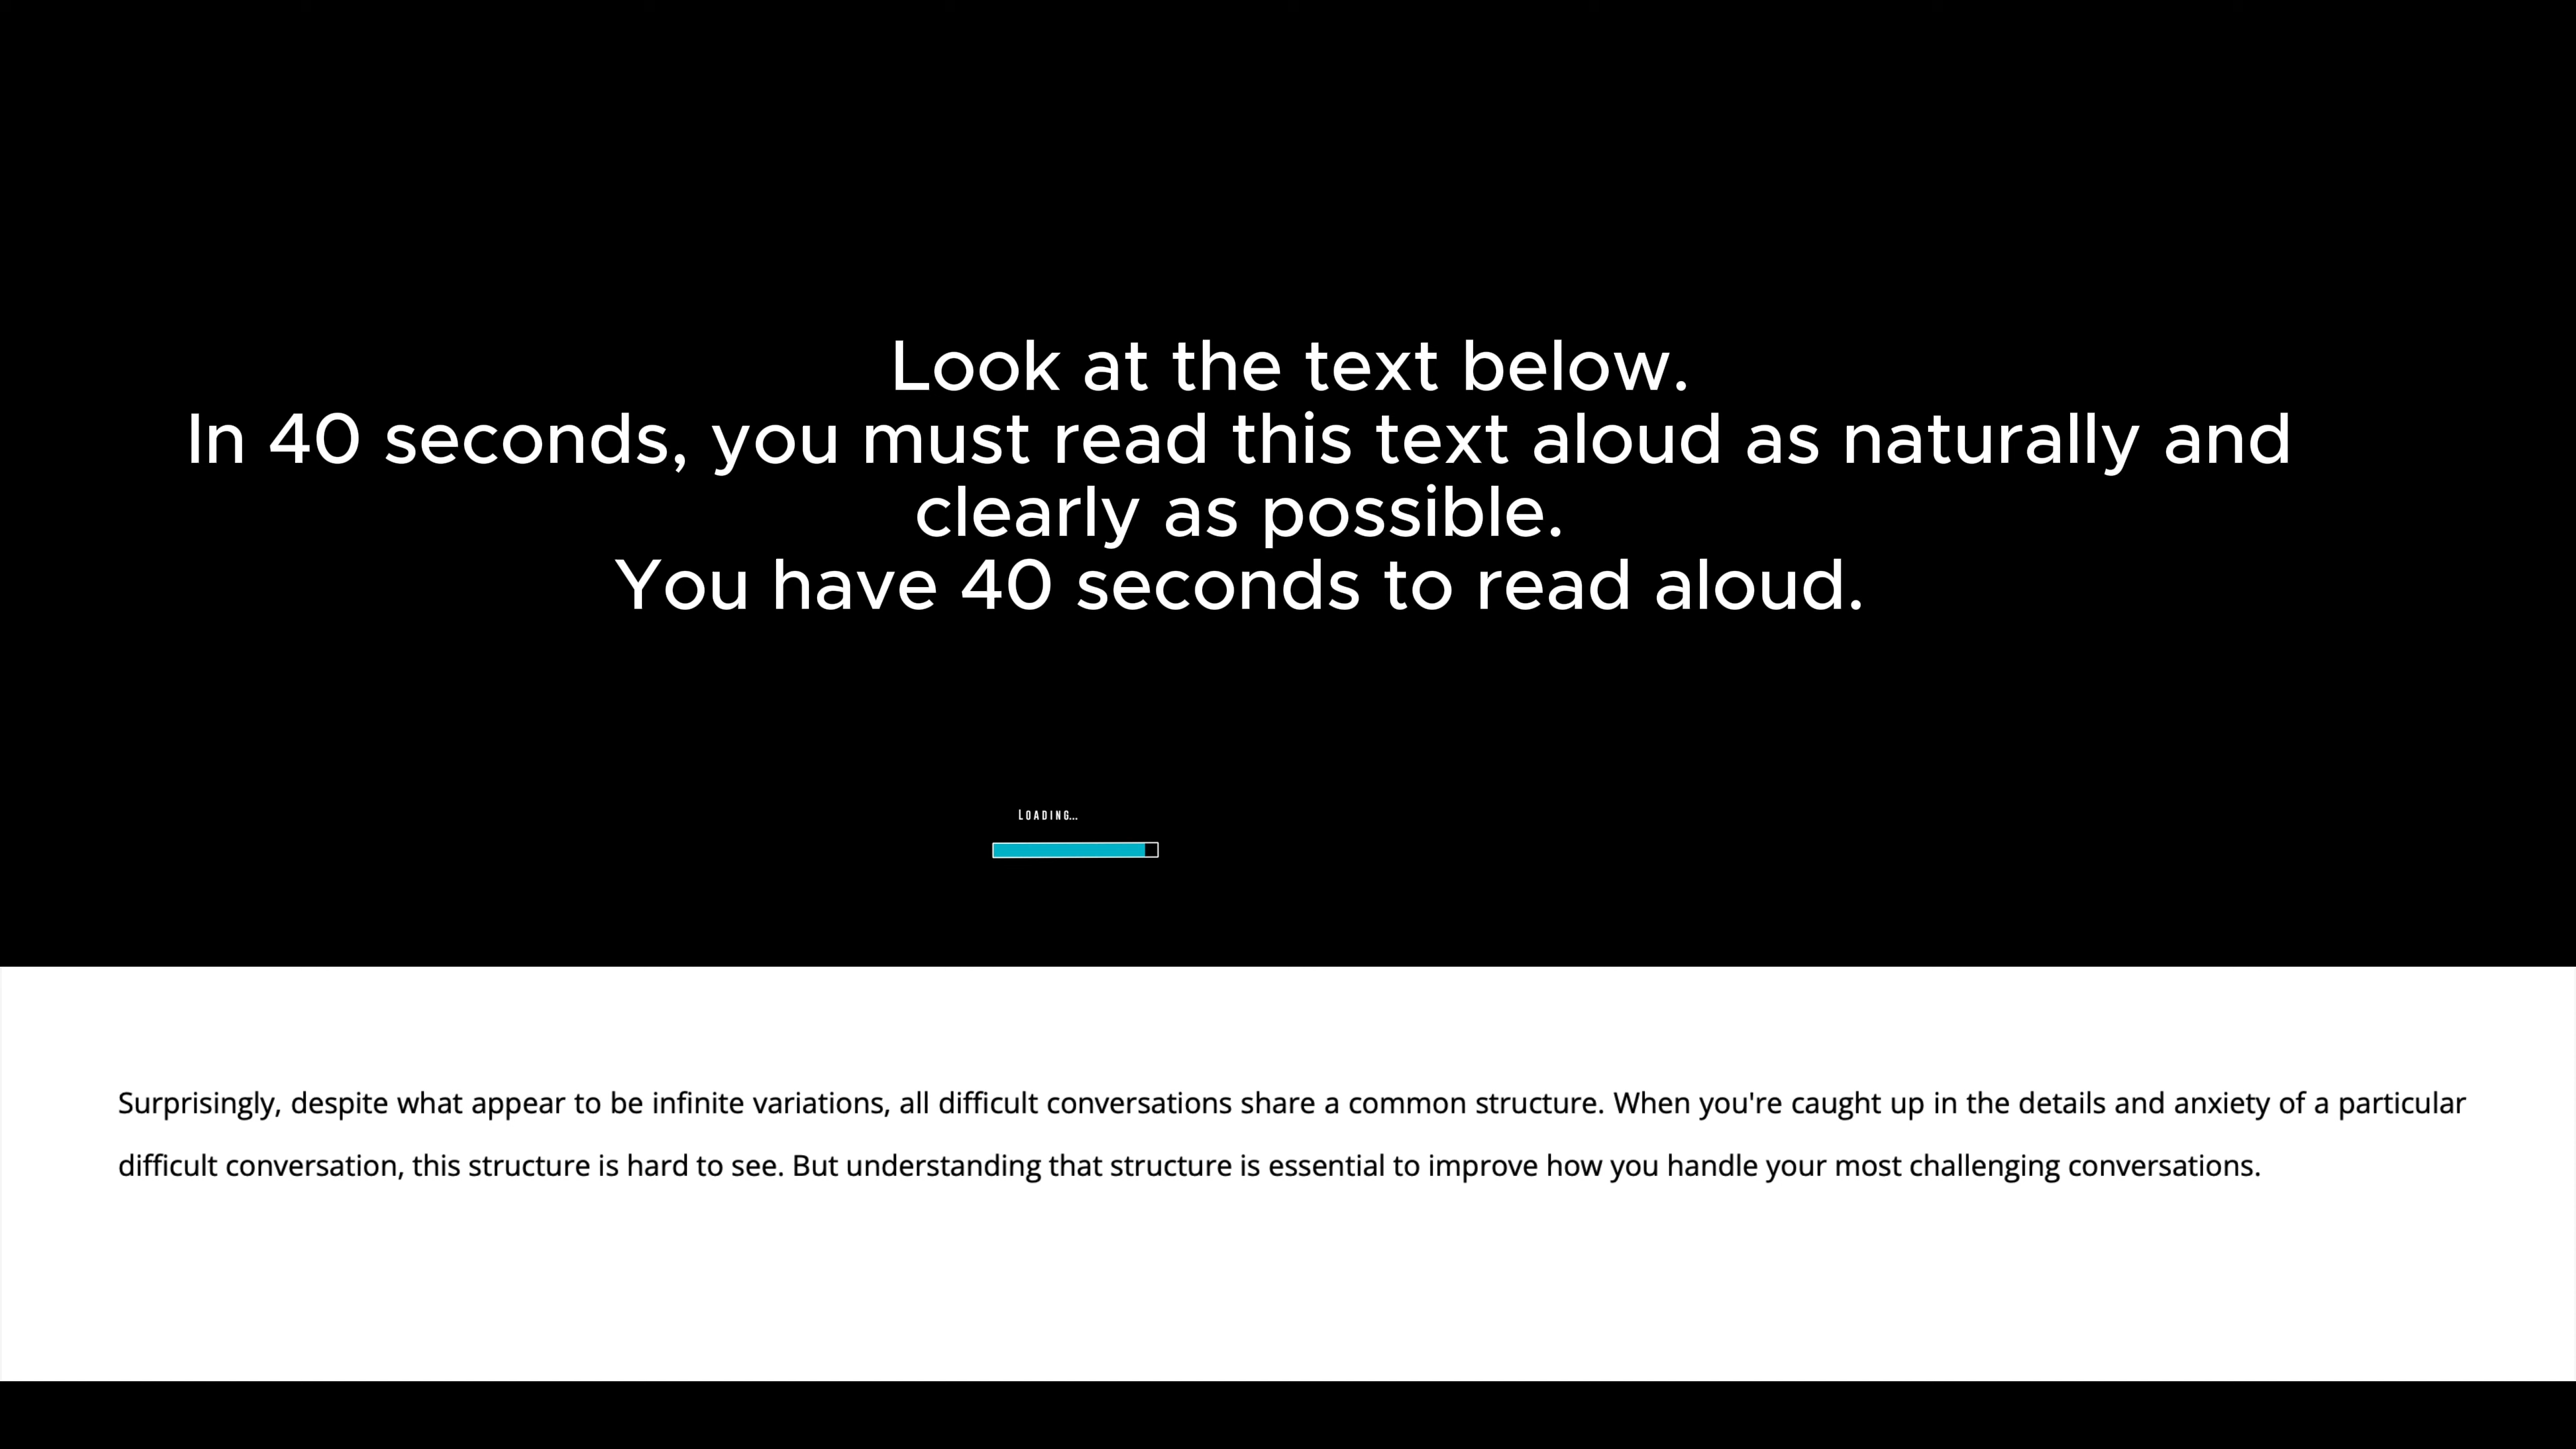 Look at the text below.
In 40 seconds, you must read this text aloud as naturally and
clearly as possible.
You have 40 seconds to read aloud.
LOADING...
Surprisingly, despite what appear to be infinite variations, all difficult conversations share a common structure. When you're caught up in the details and anxiety of a particular
difficult conversation, this structure is hard to see. But understanding that structure is essential to improve how you handle your most challenging conversations.